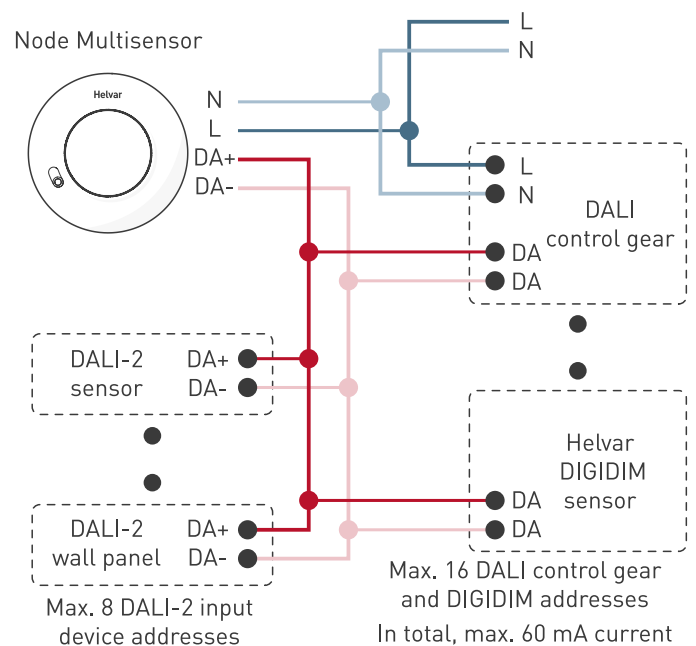 Node Multisensor
Helvar
N
L
DA+
DA-
L
N
L
N
DALI
control gear
DA
DA
DALI-2
sensor
DA+
DA-
Helvar
DIGIDIM
sensor
DA
DA
DALI-2
wall panel
DA+
DA-
Max. 8 DALI-2 input
device addresses
Max. 16 DALI control gear
and DIGIDIM addresses
In total, max. 60 mA current